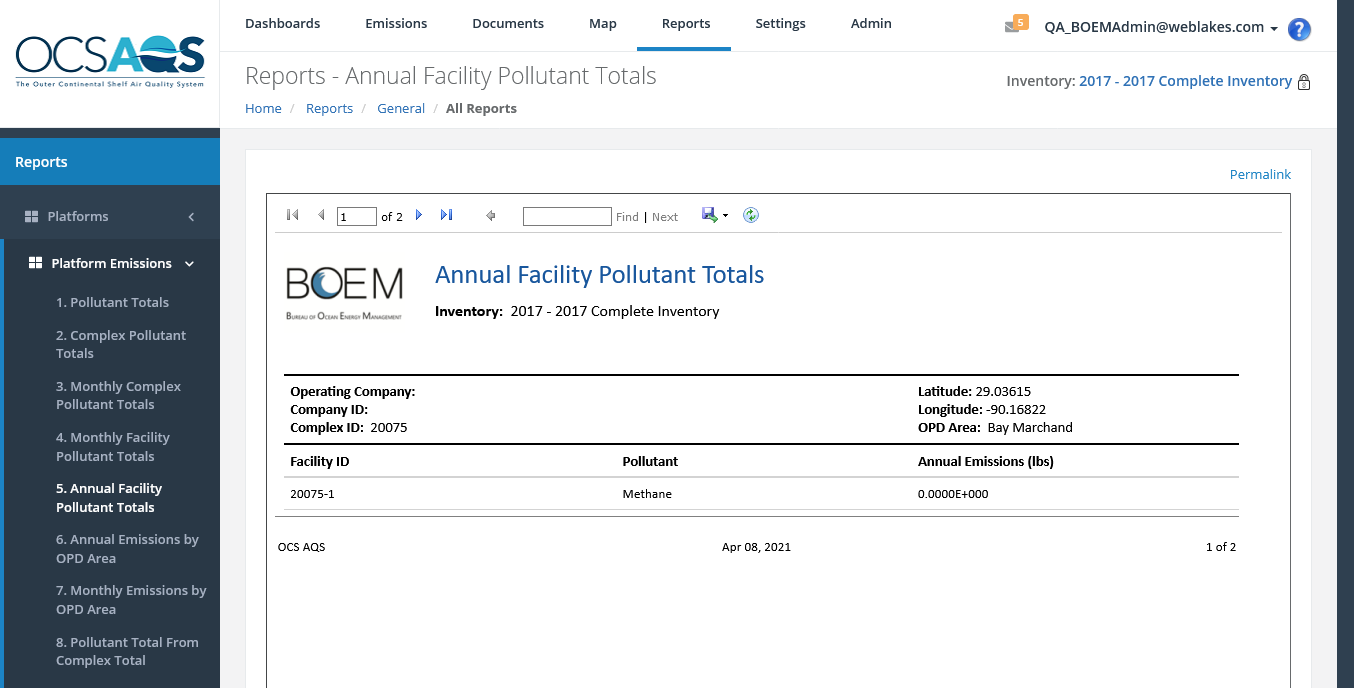 OCSAQS
The Outer Continental Shelf Air Quality System
Dashboards Emissions Documents Map Reports Settings Admin
5 QA_BOEMAdmin@weblakes.com ?
Reports - Annual Facility Pollutant Totals
Inventory: 2017 - 2017 Complete Inventory
Home / Reports / General / All Reports
Reports
Platforms
Platform Emissions
1. Pollutant Totals
2. Complex Pollutant
Totals
3. Monthly Complex
Pollutant Totals
4. Monthly Facility
Pollutant Totals
5. Annual Facility
Pollutant Totals
6. Annual Emissions by
OPD Area
7. Monthly Emissions by
OPD Area
8. Pollutant Total From
Complex Total
Permalink
1 of 2 Find | Next
BOEM
BUREAU OF OCEAN ENERGY MANAGEMENT
Annual Facility Pollutant Totals
Inventory: 2017 - 2017 Complete Inventory
Operating Company: Latitude: 29.03615
Company ID: Longitude: -90.16822
Complex ID: 20075 OPD Area: Bay Marchand
Facility ID Pollutant Annual Emissions (lbs)
20075-1 Methane 0.0000E+000
OCS AQS Apr 08, 2021 1 of 2